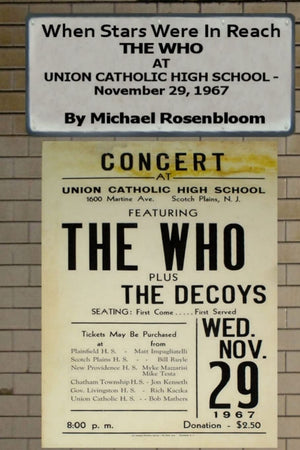 When Stars Were In Reach
THE WHO
AT
UNION CATHOLIC HIGH SCHOOL -
November 29, 1967
By Michael Rosenbloom
CONCERT
AT
UNION CATHOLIC HIGH SCHOOL
1600 Martine Ave. Scotch Plains, N. J.
FEATURING
THE WHO
PLUS
THE DECOYS
SEATING: First Come ..... First Served
Tickets May Be Purchased
at from
Plainfield H. S. - Matt Impagliatelli
Scotch Plains H. S. - Bill Ruyle
New Providence H. S. Myke Mazzarisi
Mike Testa
Chatham Township H. S. - Jon Kenneth
Gov. Livingston H. S. - Rich Kuczka
Union Catholic H. S. - Bob Mathers
WED.
NOV.
29
1967
8:00 p. m. Donation - $2.50